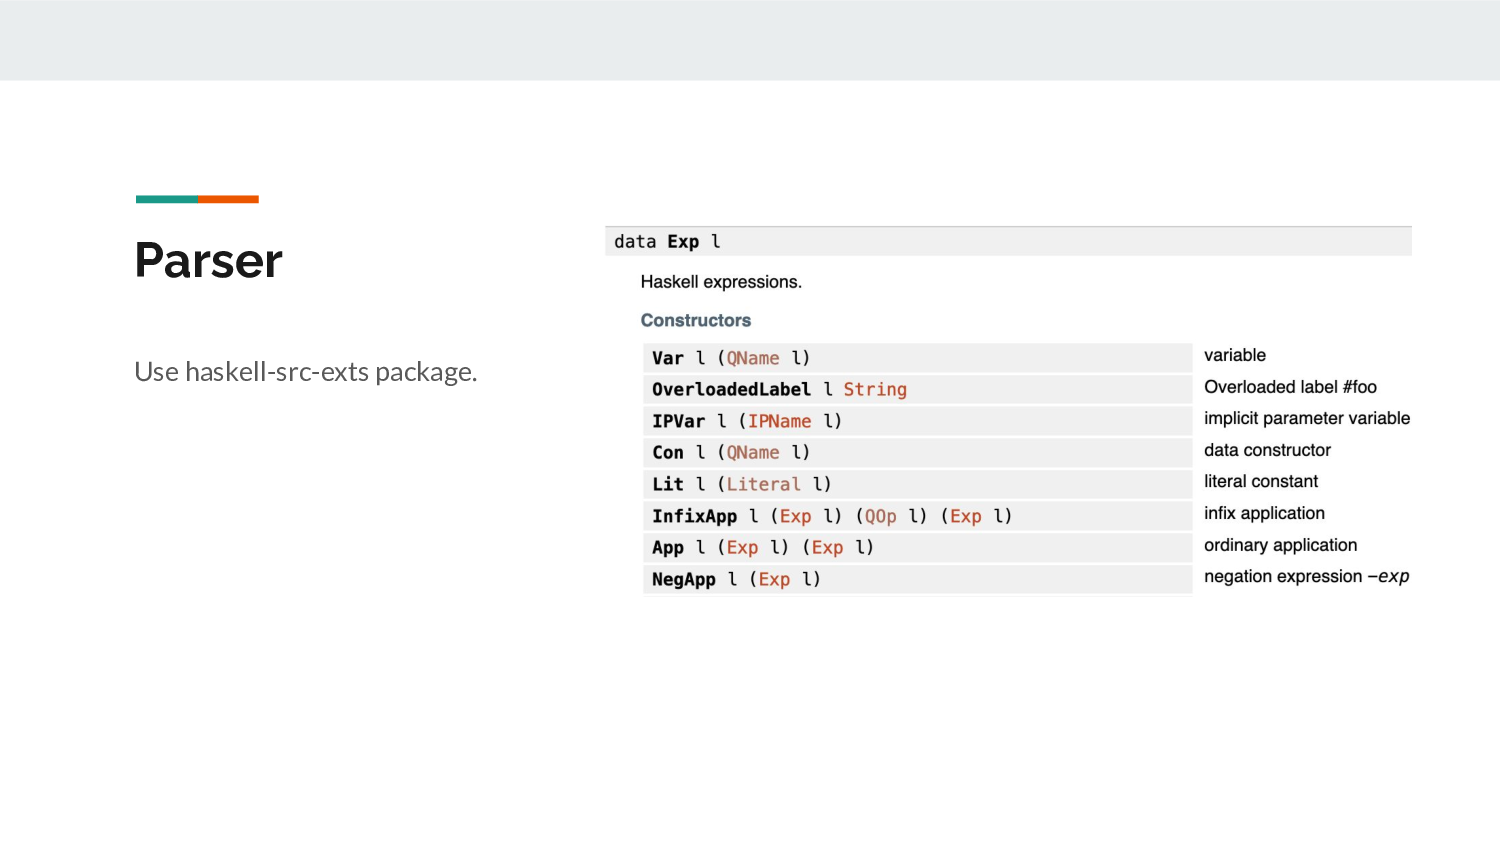 Parser
Use haskell-src-exts package.
data Exp l
Haskell expressions.
Constructors
Var l (QName l) variable
OverloadedLabel l String Overloaded label #foo
IPVar l (IPName l) implicit parameter variable
Con l (QName l) data constructor
Lit l (Literal l) literal constant
InfixApp l (Exp l) (QOp l) (Exp l) infix application
App l (Exp l) (Exp l) ordinary application
NegApp l (Exp l) negation expression -exp